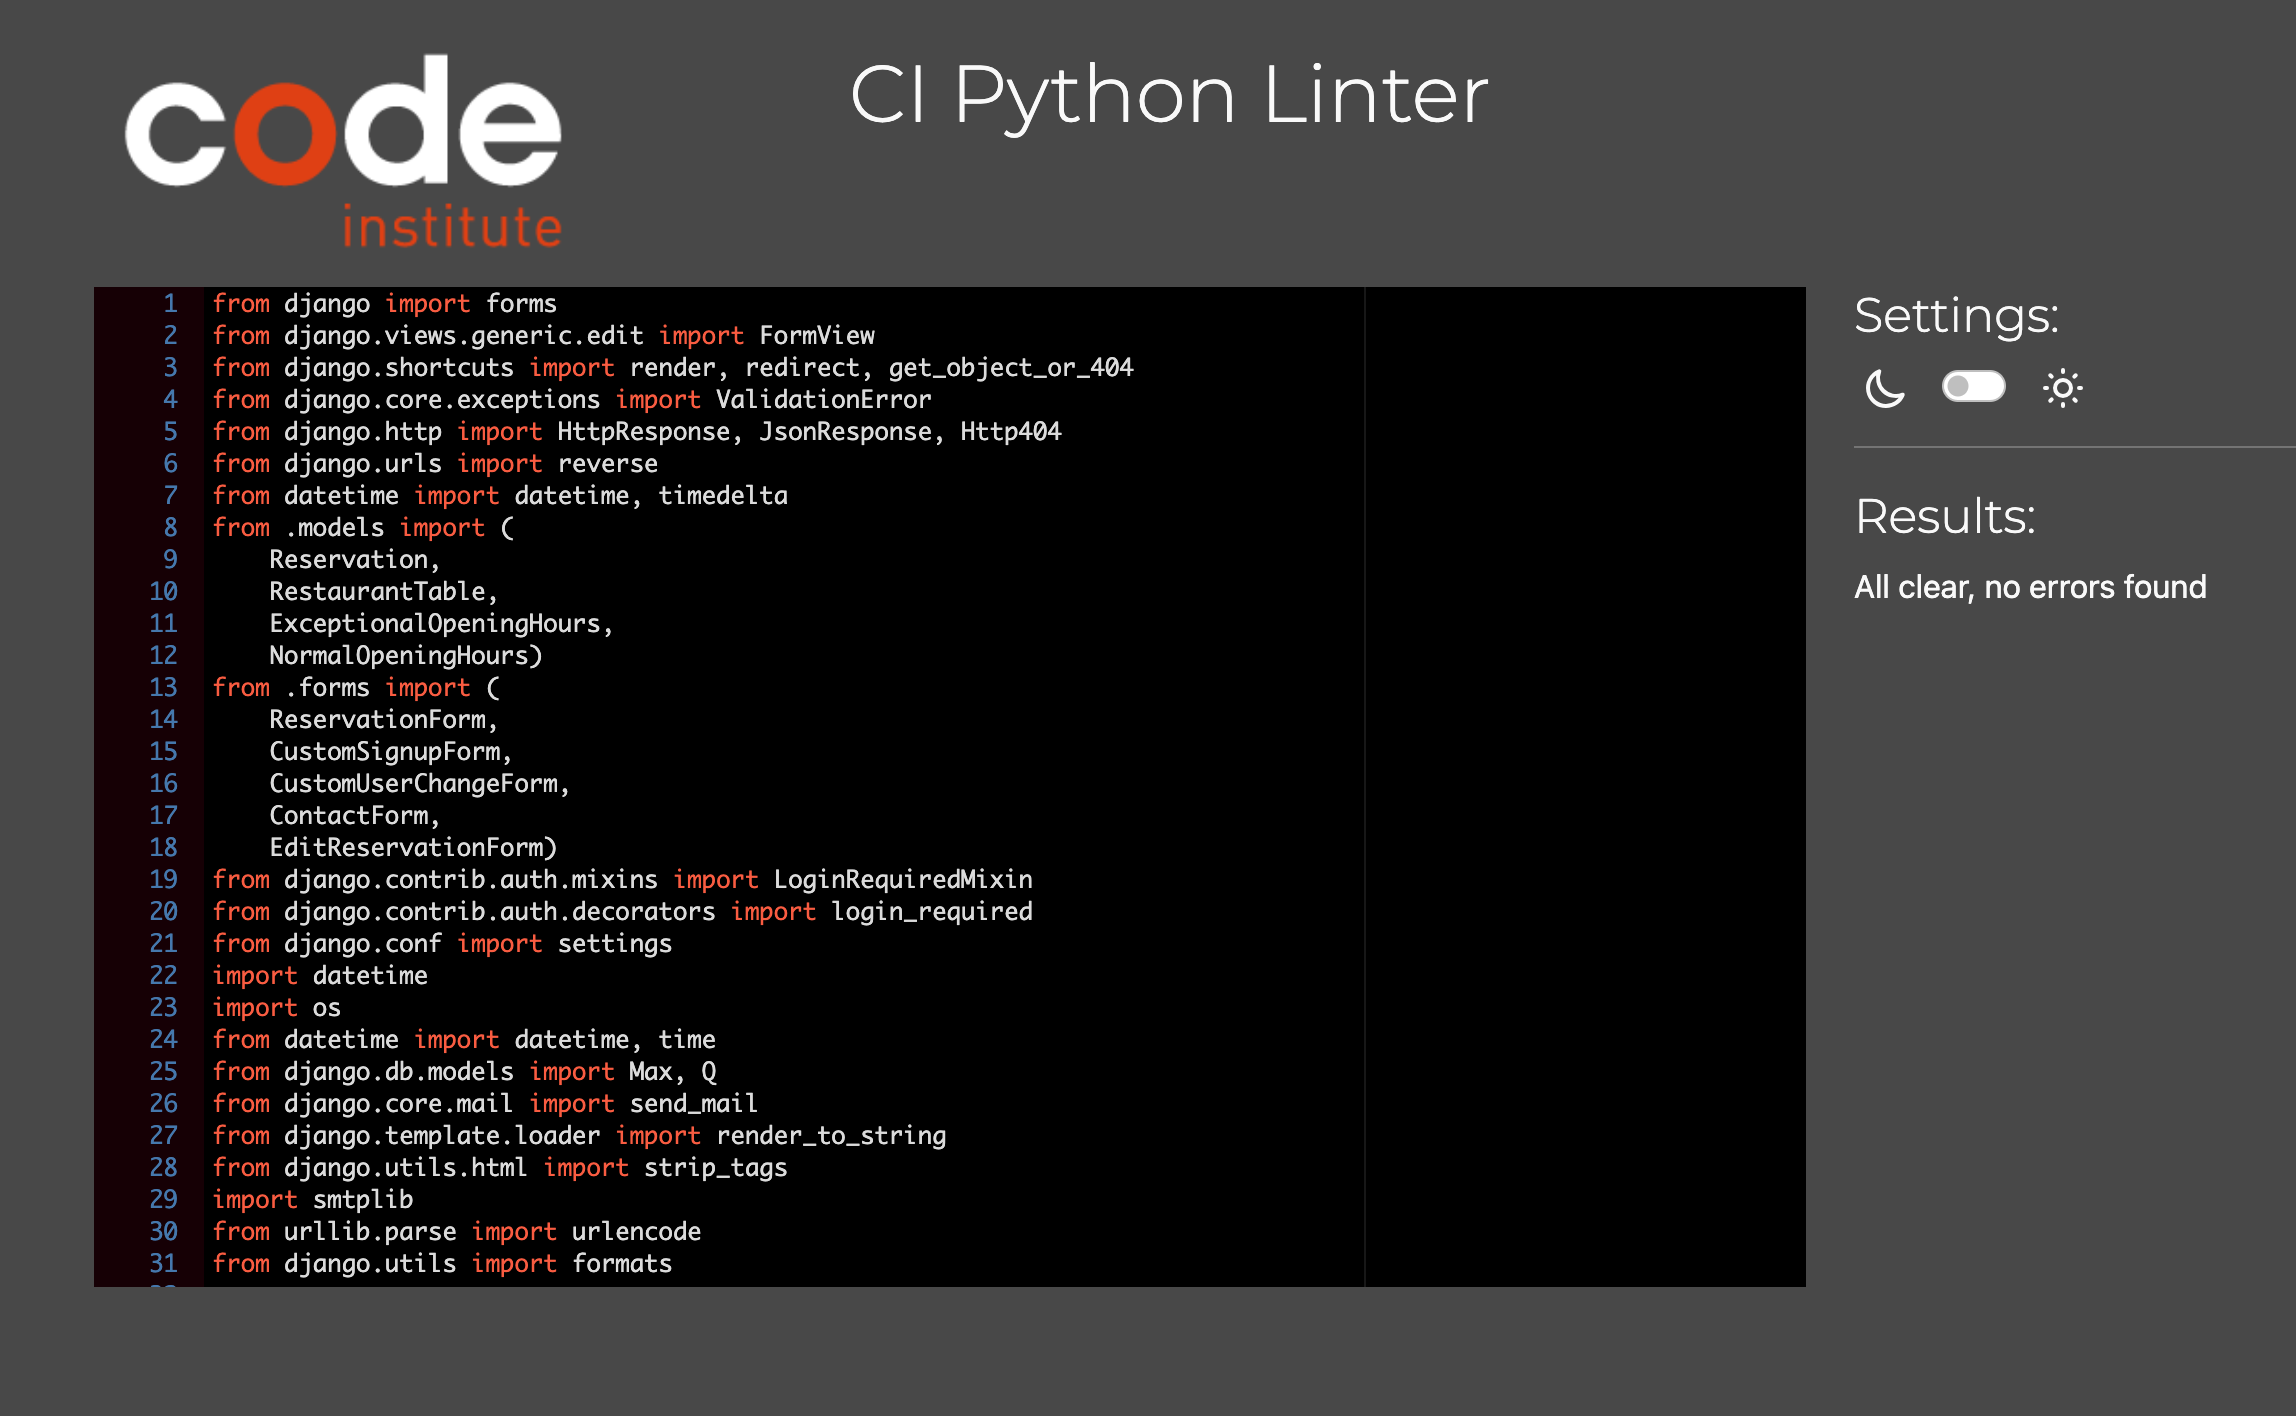 code
institute
CI Python Linter
1 from django import forms
2 from django.views.generic.edit import FormView
3 from django.shortcuts import render, redirect, get_object_or_404
4 from django.core.exceptions import ValidationError
5 from django.http import HttpResponse, JsonResponse, Http404
6 from django.urls import reverse
7 from datetime import datetime, timedelta
8 from .models import (
9     Reservation,
10     RestaurantTable,
11     ExceptionalOpeningHours,
12     NormalOpeningHours)
13 from .forms import (
14     ReservationForm,
15     CustomSignupForm,
16     CustomUserChangeForm,
17     ContactForm,
18     EditReservationForm)
19 from django.contrib.auth.mixins import LoginRequiredMixin
20 from django.contrib.auth.decorators import login_required
21 from django.conf import settings
22 import datetime
23 import os
24 from datetime import datetime, time
25 from django.db.models import Max, Q
26 from django.core.mail import send_mail
27 from django.template.loader import render_to_string
28 from django.utils.html import strip_tags
29 import smtplib
30 from urllib.parse import urlencode
31 from django.utils import formats
Settings:
Results:
All clear, no errors found